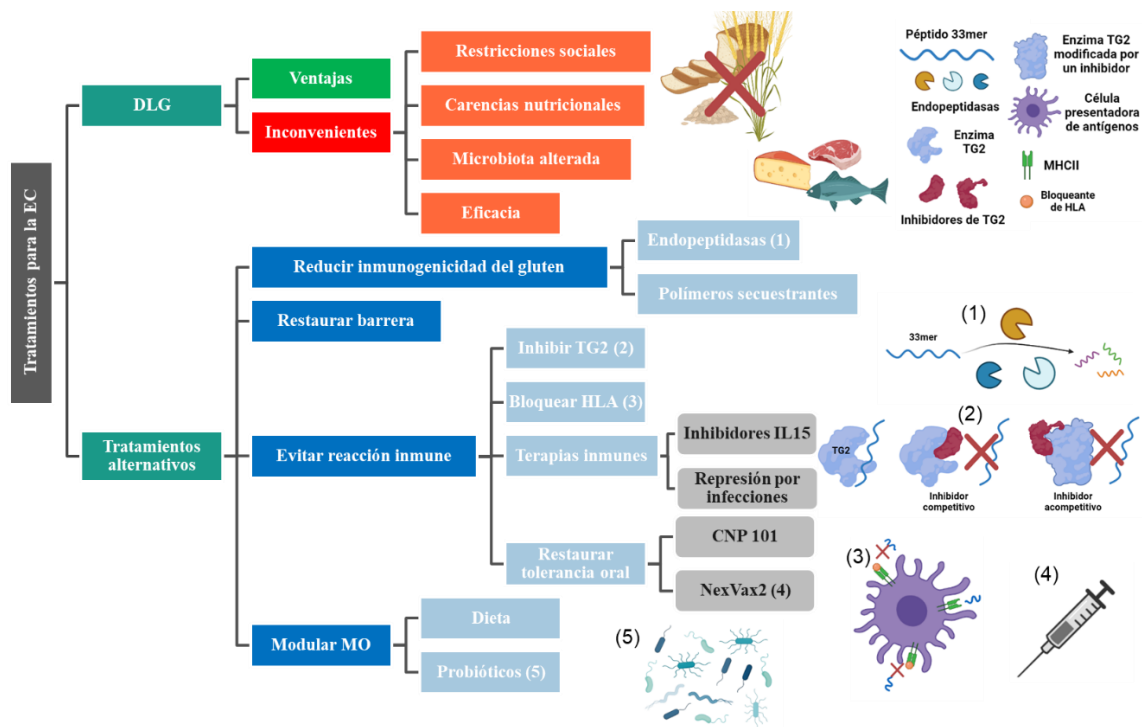 Tratamientos para la EC
DLG
Ventajas
Inconvenientes
Restricciones sociales
Carencias nutricionales
Microbiota alterada
Eficacia
Tratamientos
alternativos
Reducir inmunogenicidad del gluten
Endopeptidasas (1)
Polímeros secuestrantes
Restaurar barrera
Evitar reacción inmune
Inhibir TG2 (2)
Bloquear HLA (3)
Terapias inmunes
Inhibidores IL15
Represión por
infecciones
Restaurar
tolerancia oral
CNP 101
NexVax2 (4)
Modular MO
Dieta
Probióticos (5)
Péptido 33mer
Endopeptidasas
Enzima
TG2
Inhibidores de TG2
Enzima TG2
modificada por
un inhibidor
Célula
presentadora
de antígenos
MHCII
Bloqueante
de HLA
(1)
33mer
(2)
TG2
Inhibidor
competitivo
Inhibidor
acompetitivo
(3)
(4)
(5)